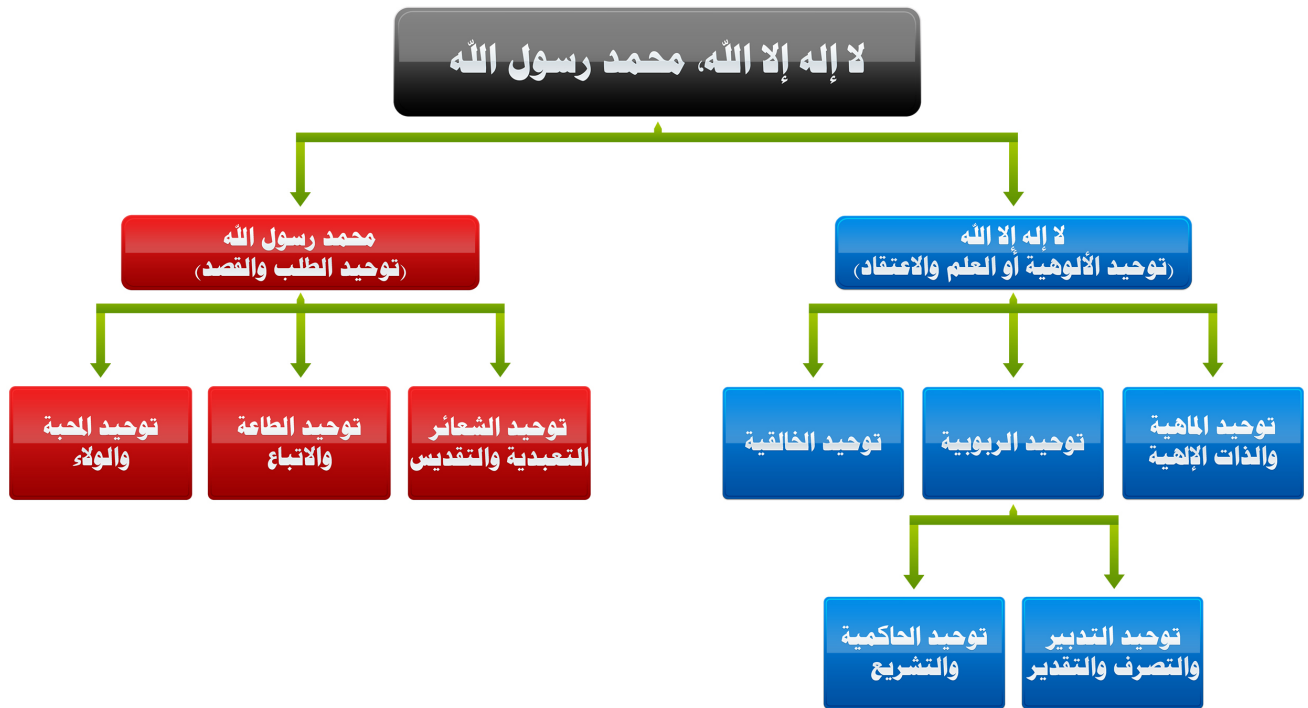 لا إله إلا الله، محمد رسول الله
لا إله إلا الله
(توحيد الألوهية أو العلم والاعتقاد)
محمد رسول الله
(توحيد الطلب والقصد)
توحيد الماهية
والذات الإلهية
توحيد الربوبية
توحيد الخالقية
توحيد الشعائر
التعبدية والتقديس
توحيد الطاعة
والاتباع
توحيد المحبة
والولاء
توحيد التدبير
والتصرف والتقدير
توحيد الحاكمية
والتشريع